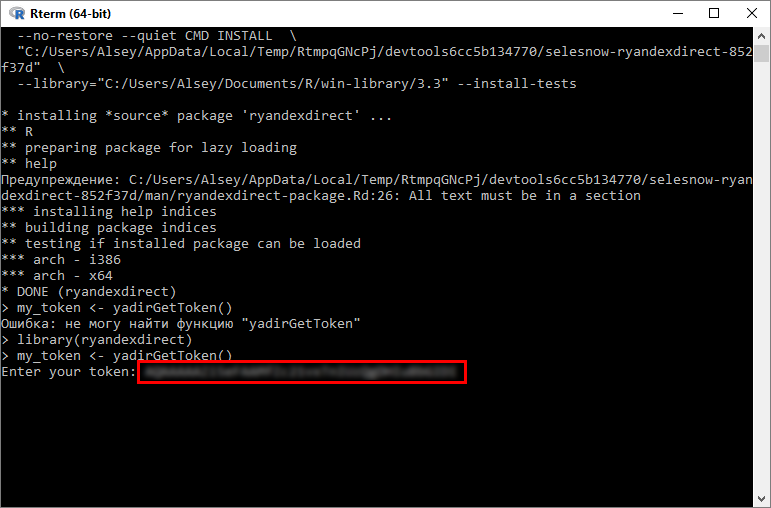 Rterm (64-bit)
--no-restore --quiet CMD INSTALL \
"C:/Users/Alsey/AppData/Local/Temp/RtmpqGNcPj/devtools6cc5b134770/selesnow-ryandexdirect-852
f37d" \
--library="C:/Users/Alsey/Documents/R/win-library/3.3" --install-tests
* installing *source* package 'ryandexdirect' ...
** R
** preparing package for lazy loading
** help
Предупреждение: C:/Users/Alsey/AppData/Local/Temp/RtmpqGNcPj/devtools6cc5b134770/selesnow-ryan
dexdirect-852f37d/man/ryandexdirect-package.Rd:26: All text must be in a section
*** installing help indices
** building package indices
** testing if installed package can be loaded
*** arch - i386
*** arch - x64
* DONE (ryandexdirect)
> my_token <- yadirGetToken()
Ошибка: не могу найти функцию "yadirGetToken"
> library(ryandexdirect)
> my_token <- yadirGetToken()
Enter your token: